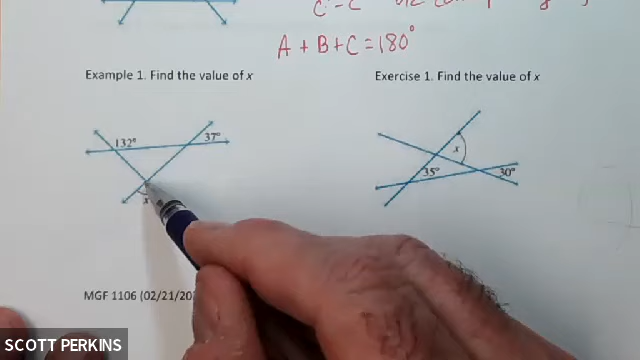 C = C
A + B + C = 180°
Example 1. Find the value of x
Exercise 1. Find the value of x
132°
37°
x
x
35°
30°
MGF 1106 (02/21/20
SCOTT PERKINS